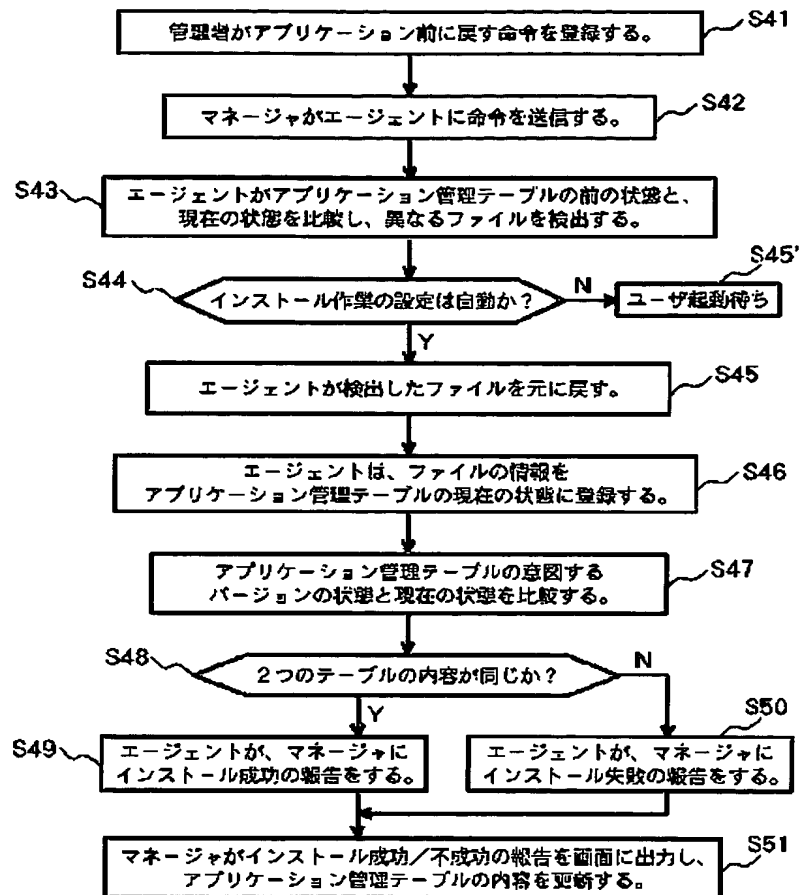 S41
管理者がアプリケーション前に戻す命令を登録する。
S42
マネージャがエージェントに命令を送信する。
S43
エージェントがアプリケーション管理テーブルの前の状態と、
現在の状態を比較し、異なるファイルを検出する。
S44
インストール作業の設定は自動か?
N
S45'
ユーザ起動待ち
Y
S45
エージェントが検出したファイルを元に戻す。
S46
エージェントは、ファイルの情報を
アプリケーション管理テーブルの現在の状態に登録する。
S47
アプリケーション管理テーブルの意図する
バージョンの状態と現在の状態を比較する。
S48
2つのテーブルの内容が同じか?
N
Y
S49
エージェントが、マネージャに
インストール成功の報告をする。
S50
エージェントが、マネージャに
インストール失敗の報告をする。
S51
マネージャがインストール成功/不成功の報告を画面に出力し、
アプリケーション管理テーブルの内容を更新する。